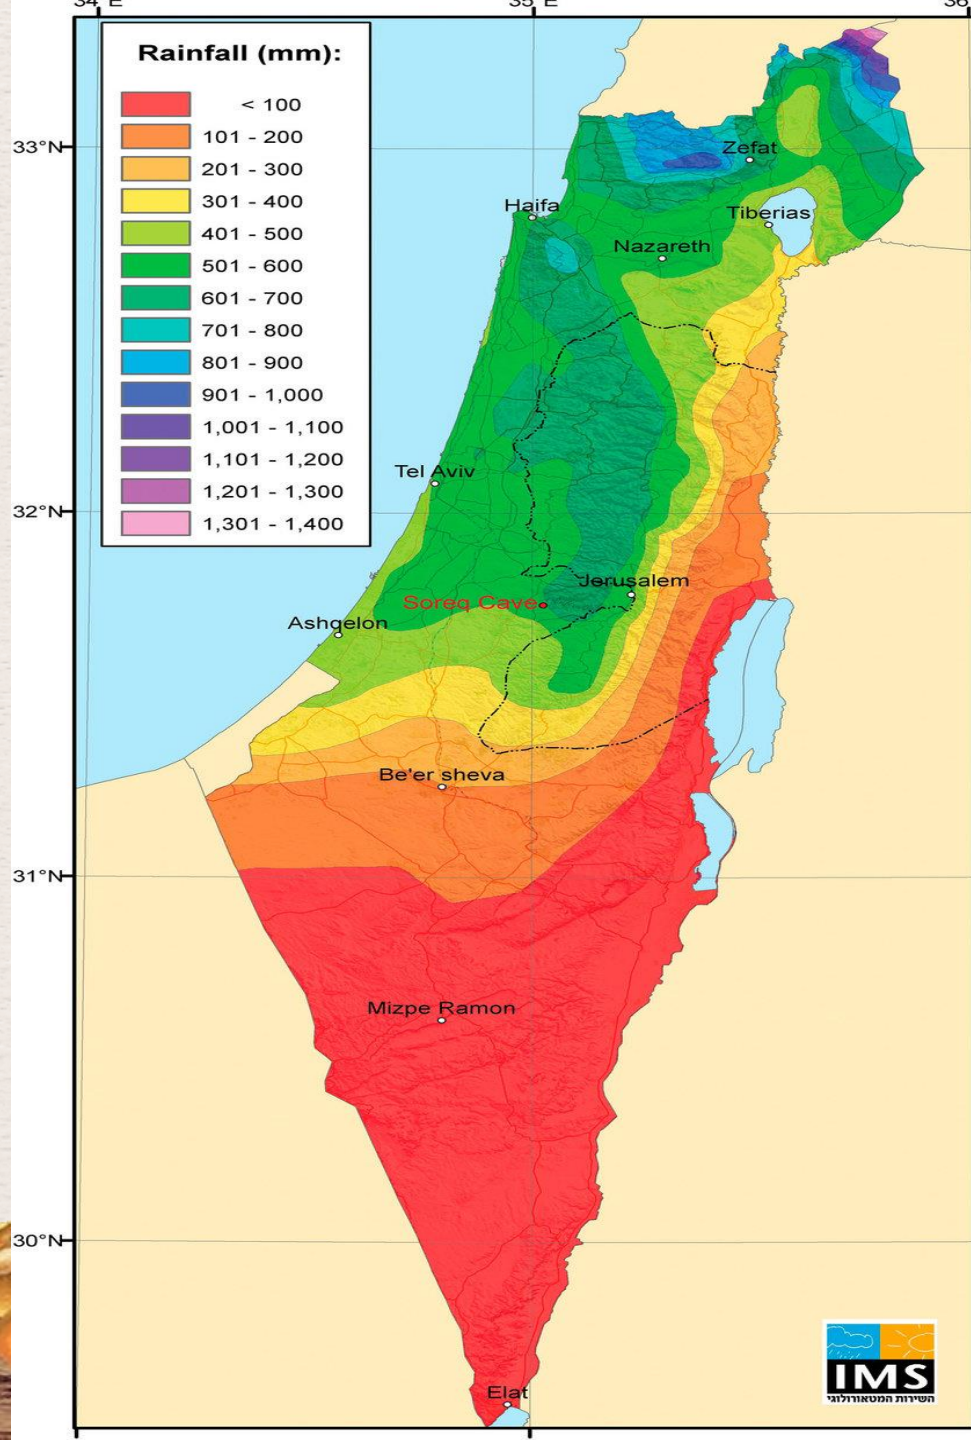 34°E
35°E
36
Rainfall (mm):
< 100
101 - 200
201 - 300
301 - 400
401 - 500
501 - 600
601 - 700
701 - 800
801 - 900
901 - 1,000
1,001 - 1,100
1,101 - 1,200
1,201 - 1,300
1,301 - 1,400
33°N
Zefat
Haifa
Tiberias
Nazareth
Tel Aviv
32°N
Jerusalem
Soreq Cave
Ashqelon
Be'er sheva
31°N
Mizpe Ramon
30°N
IMS
השירות המטאורולוגי
Elat